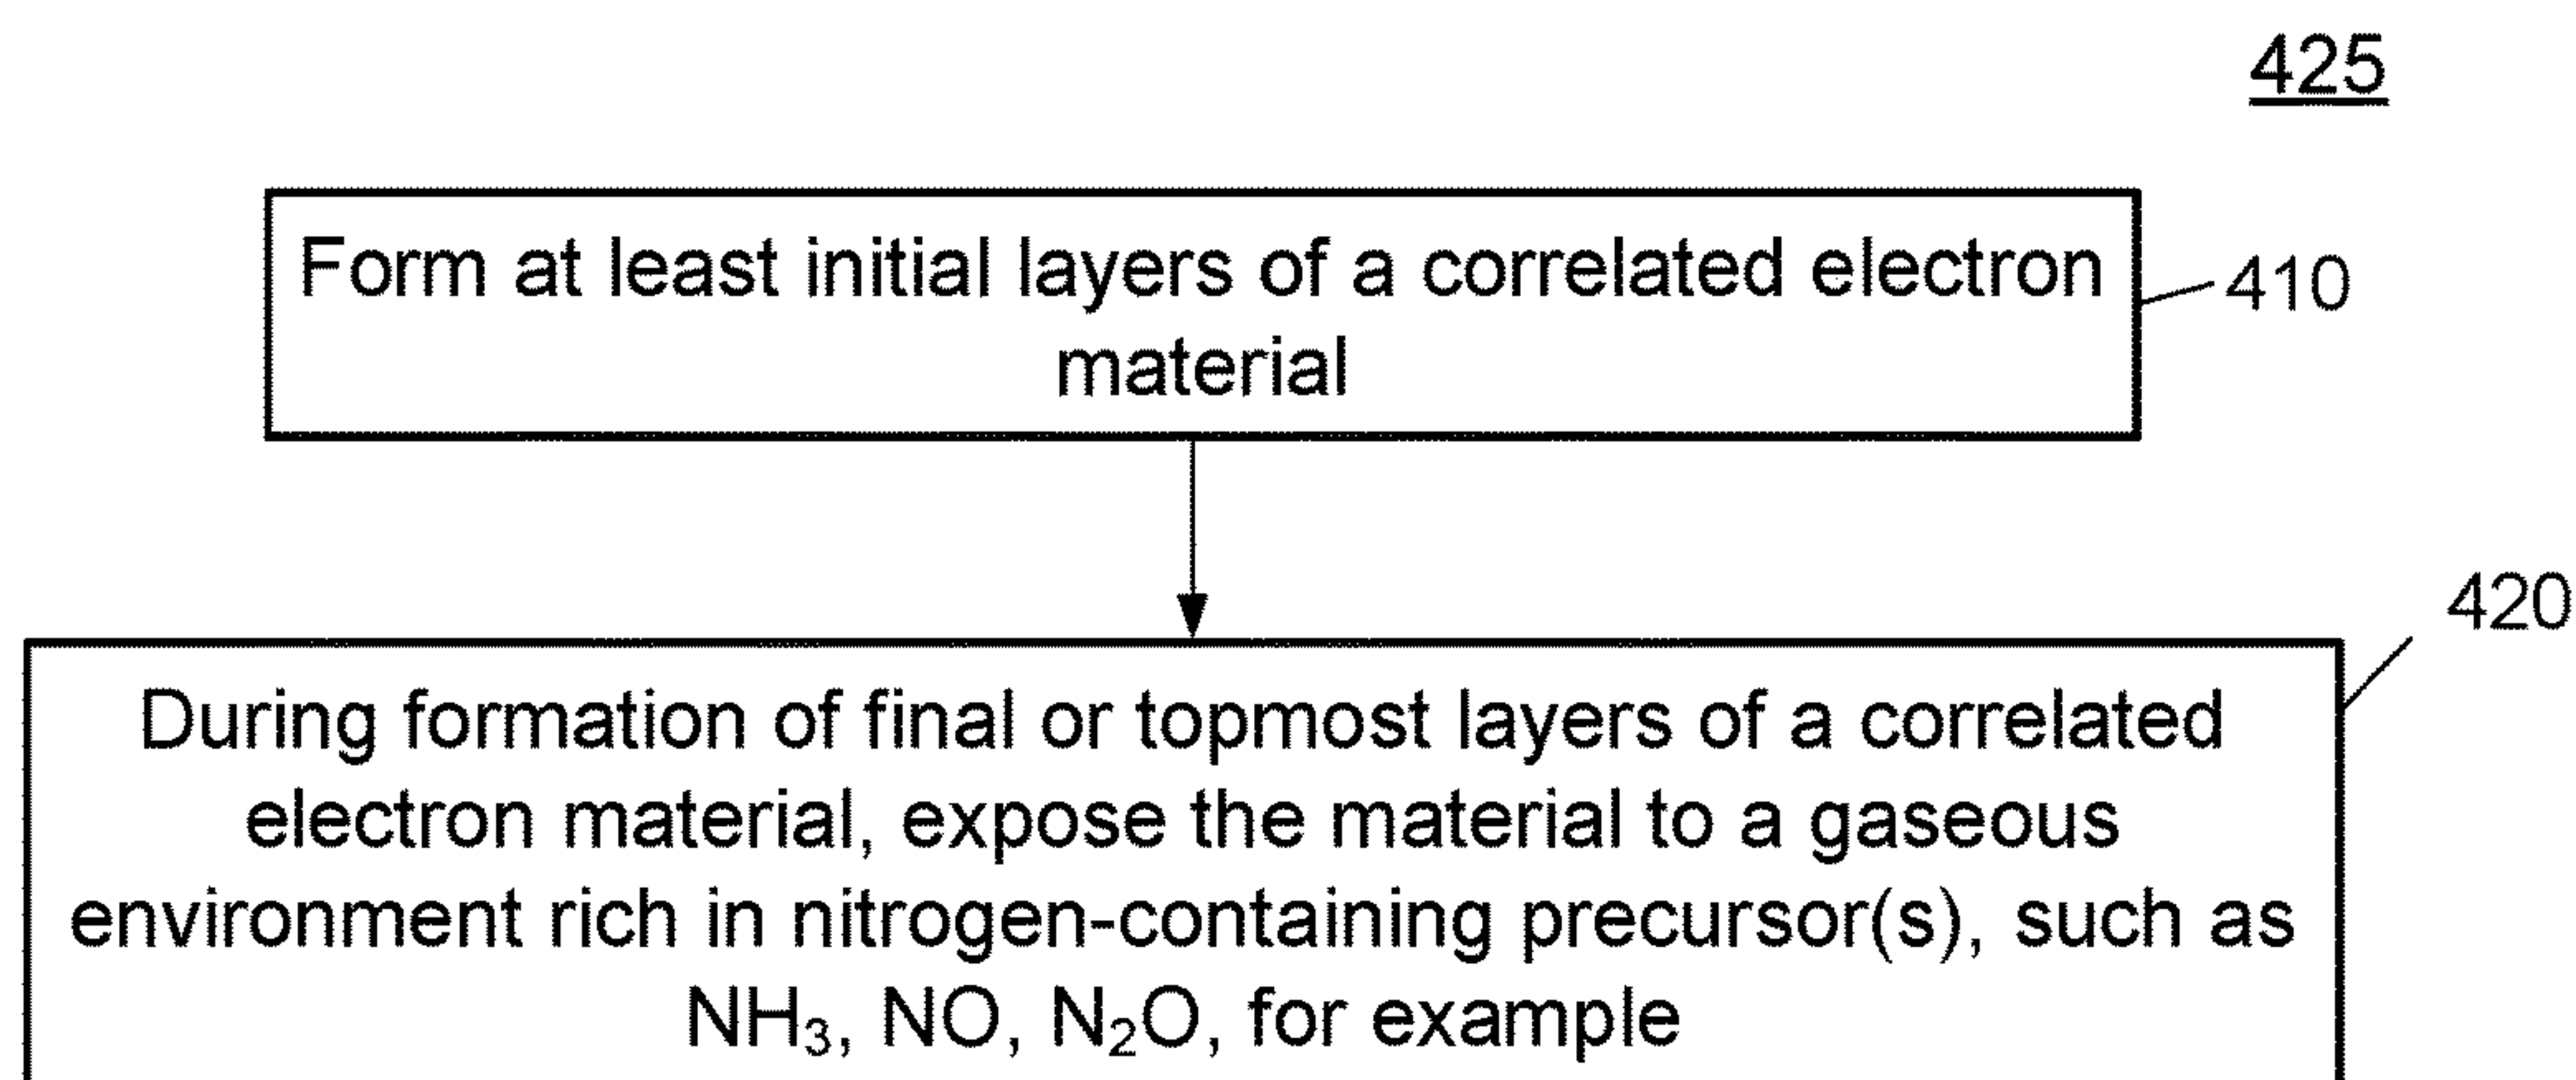 425
Form at least initial layers of a correlated electron
material
410
420
During formation of final or topmost layers of a correlated
electron material, expose the material to a gaseous
environment rich in nitrogen-containing precursor(s), such as
NH₃, NO, N₂O, for example